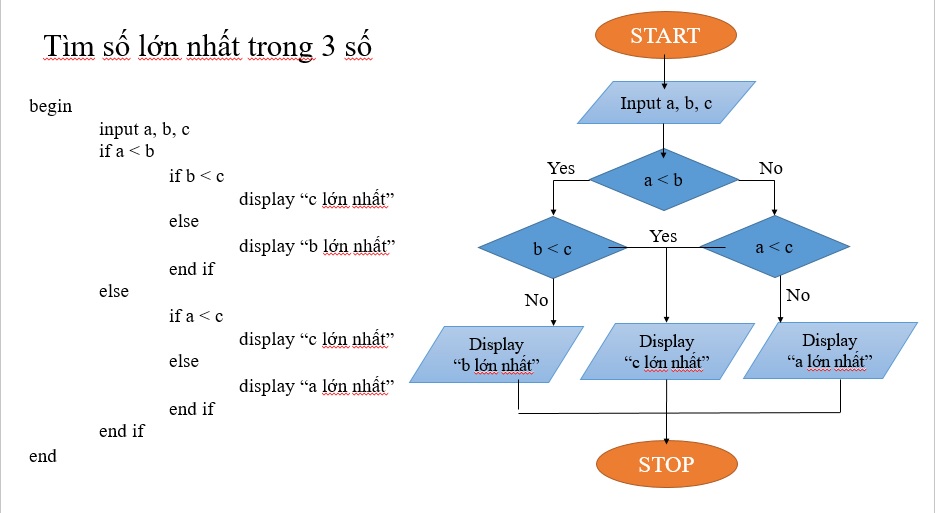 Tìm số lớn nhất trong 3 số
begin
input a, b, c
if a < b
if b < c
display “c lớn nhất”
else
display “b lớn nhất”
end if
else
if a < c
display “c lớn nhất”
else
display “a lớn nhất”
end if
end if
end
START
Input a, b, c
Yes
a < b
No
b < c
Yes
a < c
No
No
Display
“b lớn nhất”
Display
“c lớn nhất”
Display
“a lớn nhất”
STOP